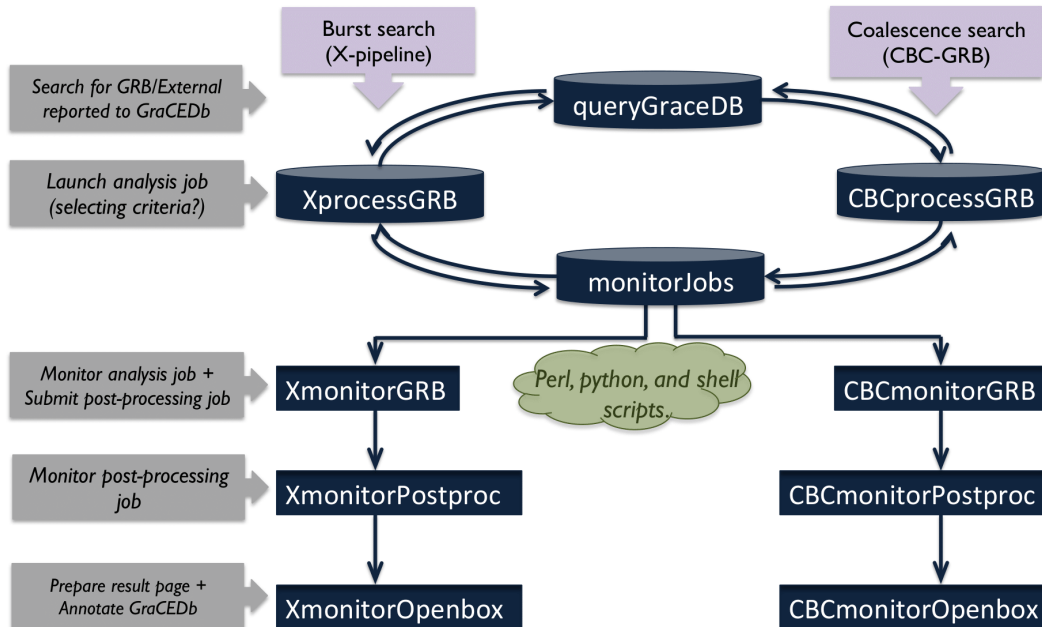 Burst search
(X-pipeline)
Coalescence search
(CBC-GRB)
Search for GRB/External
reported to GraCEDb
queryGraceDB
Launch analysis job
(selecting criteria?)
XprocessGRB
CBCprocessGRB
monitorJobs
Monitor analysis job +
Submit post-processing job
XmonitorGRB
Perl, python, and shell
scripts.
CBCmonitorGRB
Monitor post-processing
job
XmonitorPostproc
CBCmonitorPostproc
Prepare result page +
Annotate GraCEDb
XmonitorOpenbox
CBCmonitorOpenbox